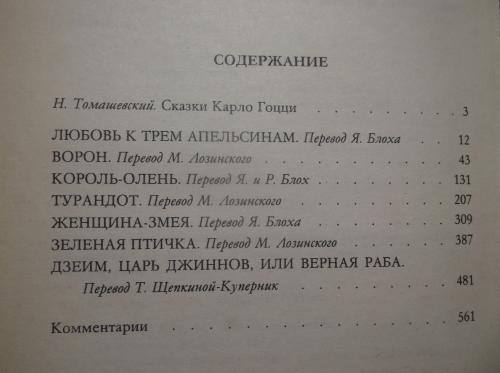 СОДЕРЖАНИЕ
Н. Томашевский. Сказки Карло Гоцци . . . . . . . . 3
ЛЮБОВЬ К ТРЕМ АПЕЛЬСИНАМ. Перевод Я. Блоха . . 12
ВОРОН. Перевод М. Лозинского . . . . . . . . . 43
КОРОЛЬ-ОЛЕНЬ. Перевод Я. и Р. Блох . . . . . . . 131
ТУРАНДОТ. Перевод М. Лозинского . . . . . . . . 207
ЖЕНЩИНА-ЗМЕЯ. Перевод Я. Блоха . . . . . . . 309
ЗЕЛЕНАЯ ПТИЧКА. Перевод М. Лозинского . . . . . 387
ДЗЕИМ, ЦАРЬ ДЖИННОВ, ИЛИ ВЕРНАЯ РАБА.
Перевод Т. Щепкиной-Куперник . . . . . . . . 481
Комментарии . . . . . . . . . . . . . 561